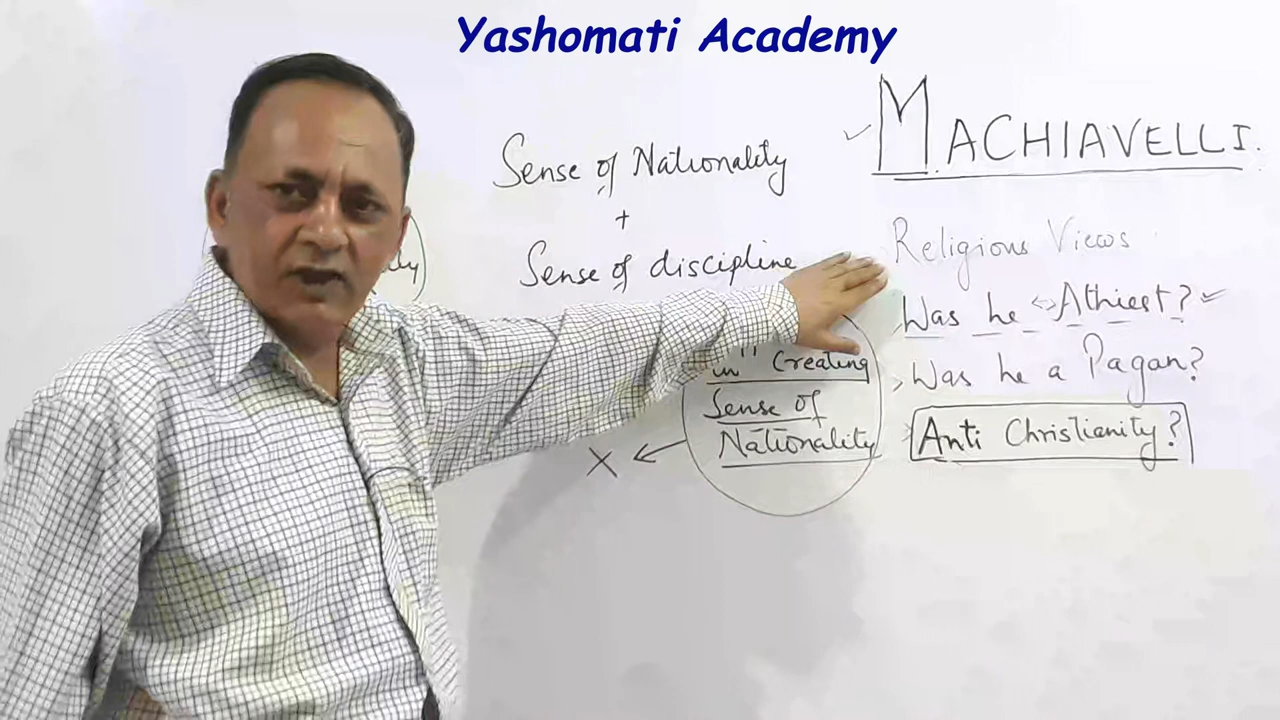 Yashomati Academy
MACHIAVELLI.
Sense of Nationality
+
Sense of discipline
Religious Views
Was he Athiest?
Was he a Pagan?
Anti Christianity?
in creating
Sense of
Nationality
X